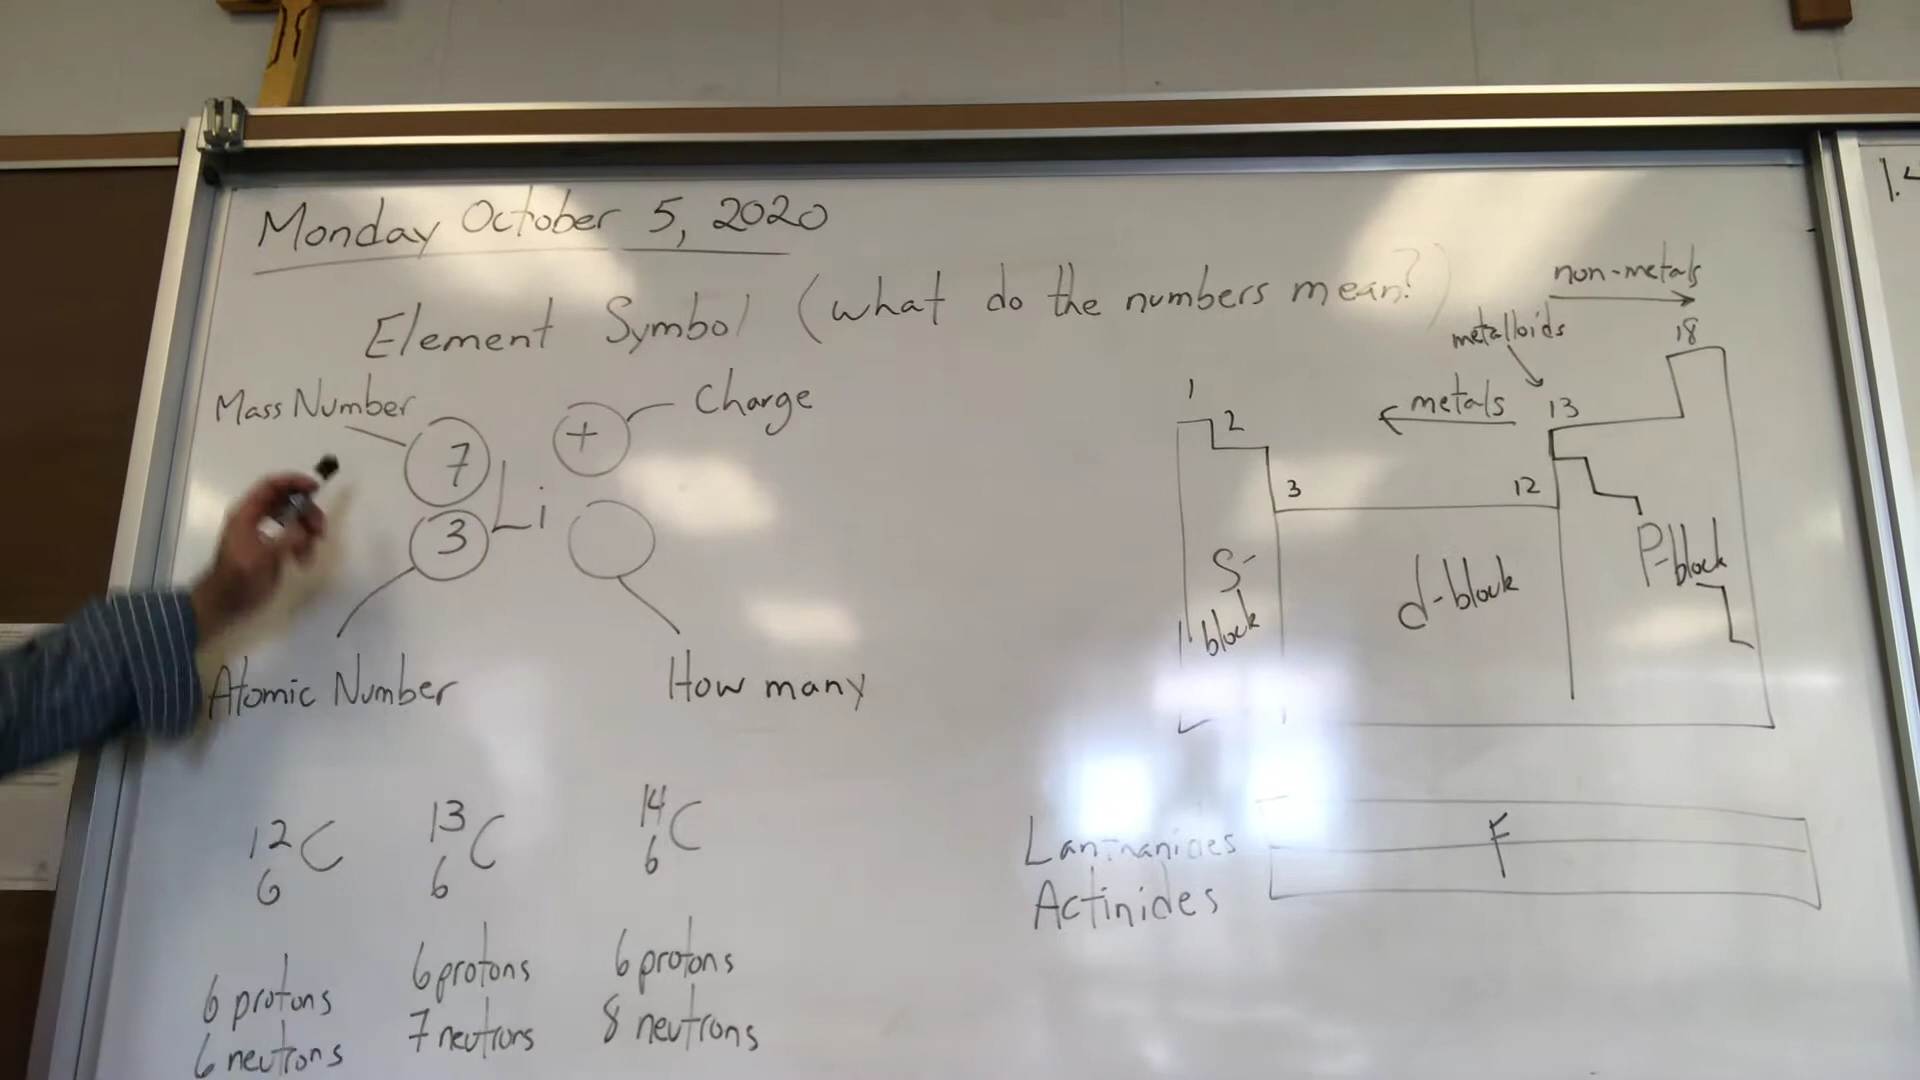 Monday October 5, 2020
Element Symbol (what do the numbers mean?)
Mass Number
7
+
Charge
3
Li
Atomic Number
How many
12
6
C
13
6
C
14
6
C
6 protons
6 neutrons
6 protons
7 neutrons
6 protons
8 neutrons
non-metals
metalloids
18
1
metals
13
2
3
12
S-
block
d-block
P-block
Lanthanides
Actinides
F
1.4